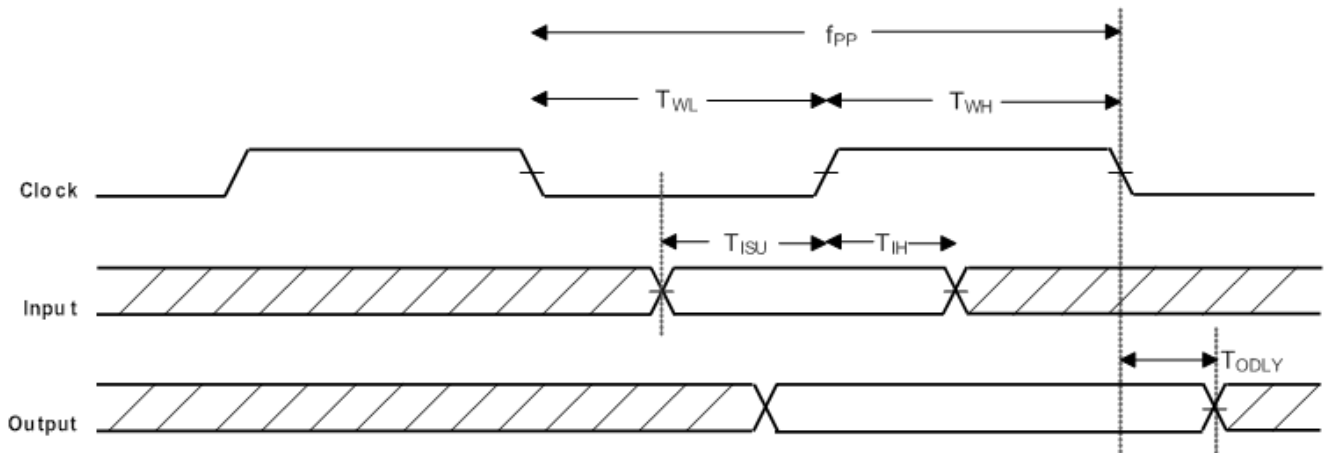 fPP
TWL TWH
Clock
TISU TIH
Input
TODLY
Output